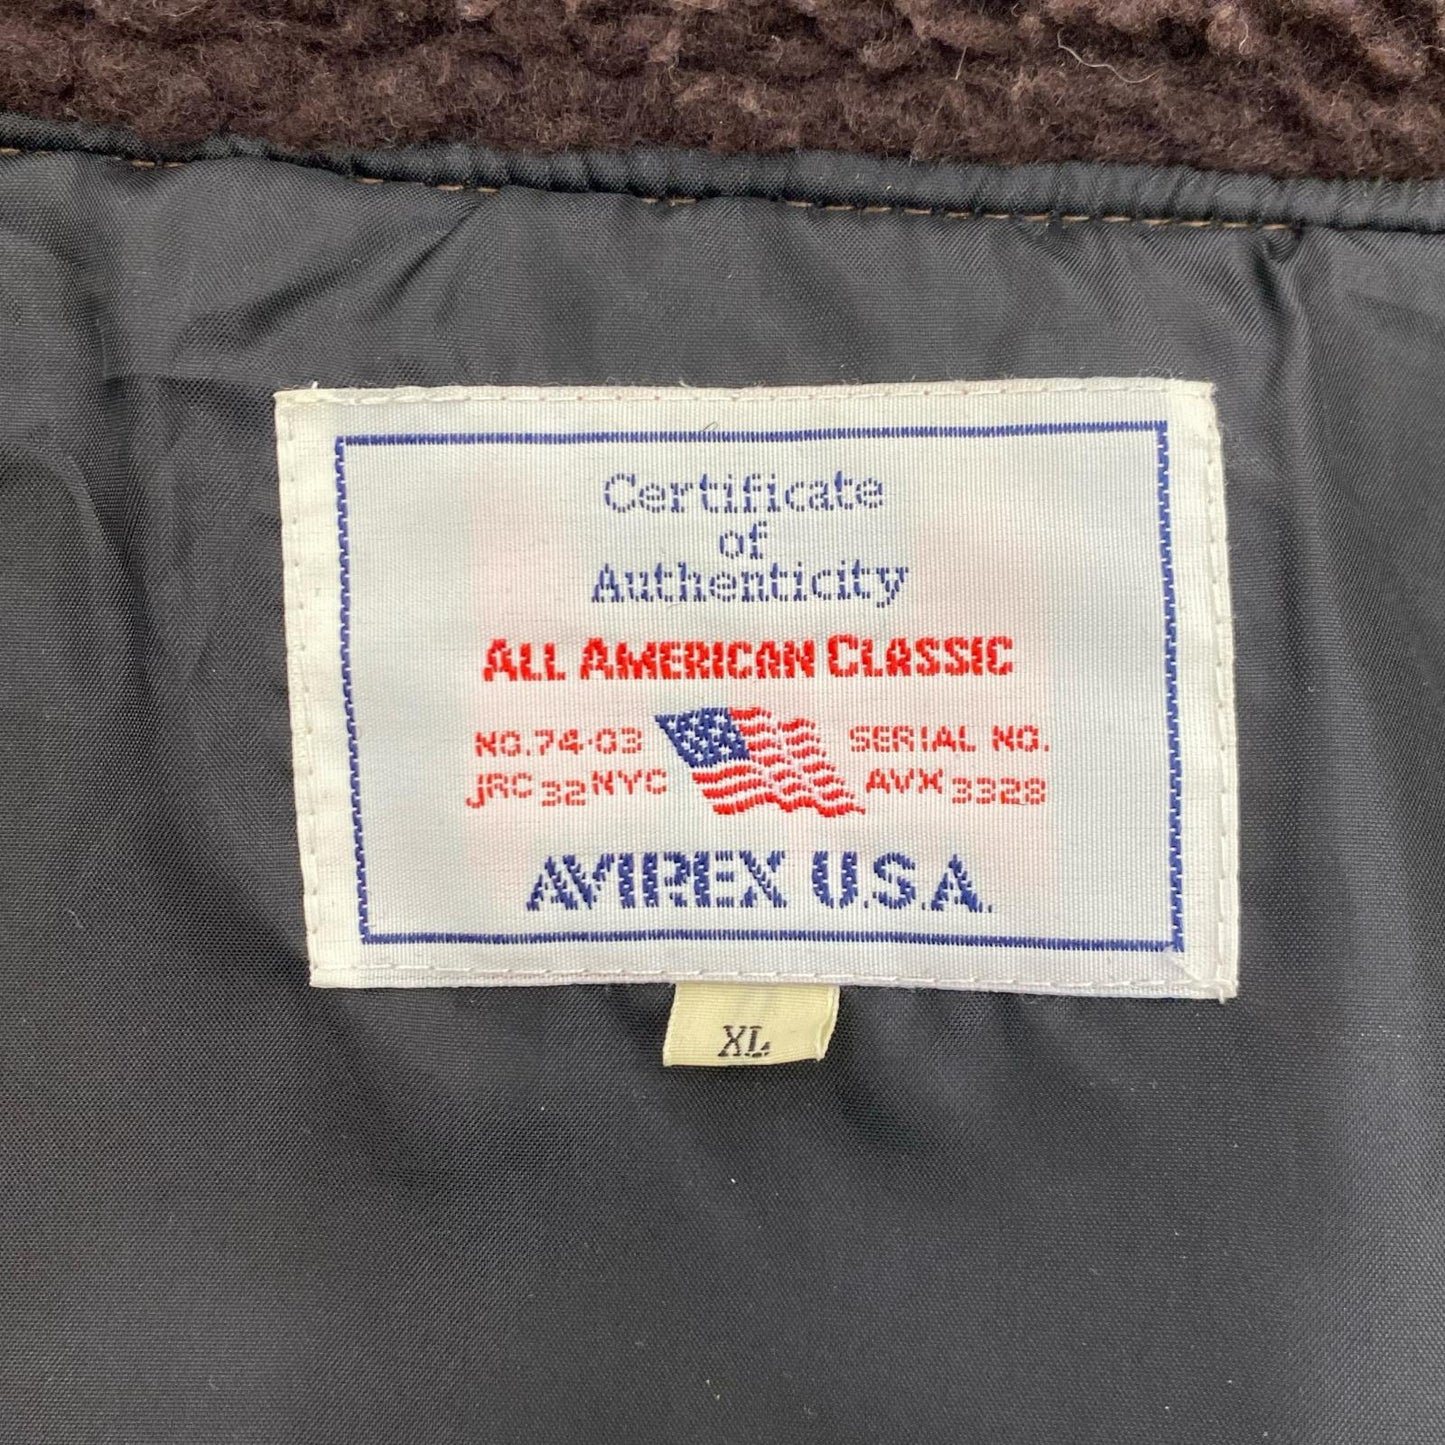 Certificate
of
Authenticity
ALL AMERICAN CLASSIC
NO.74-03 SERIAL NO.
JRC 32 NYC AVX 3328
AVIREX U.S.A.
XL